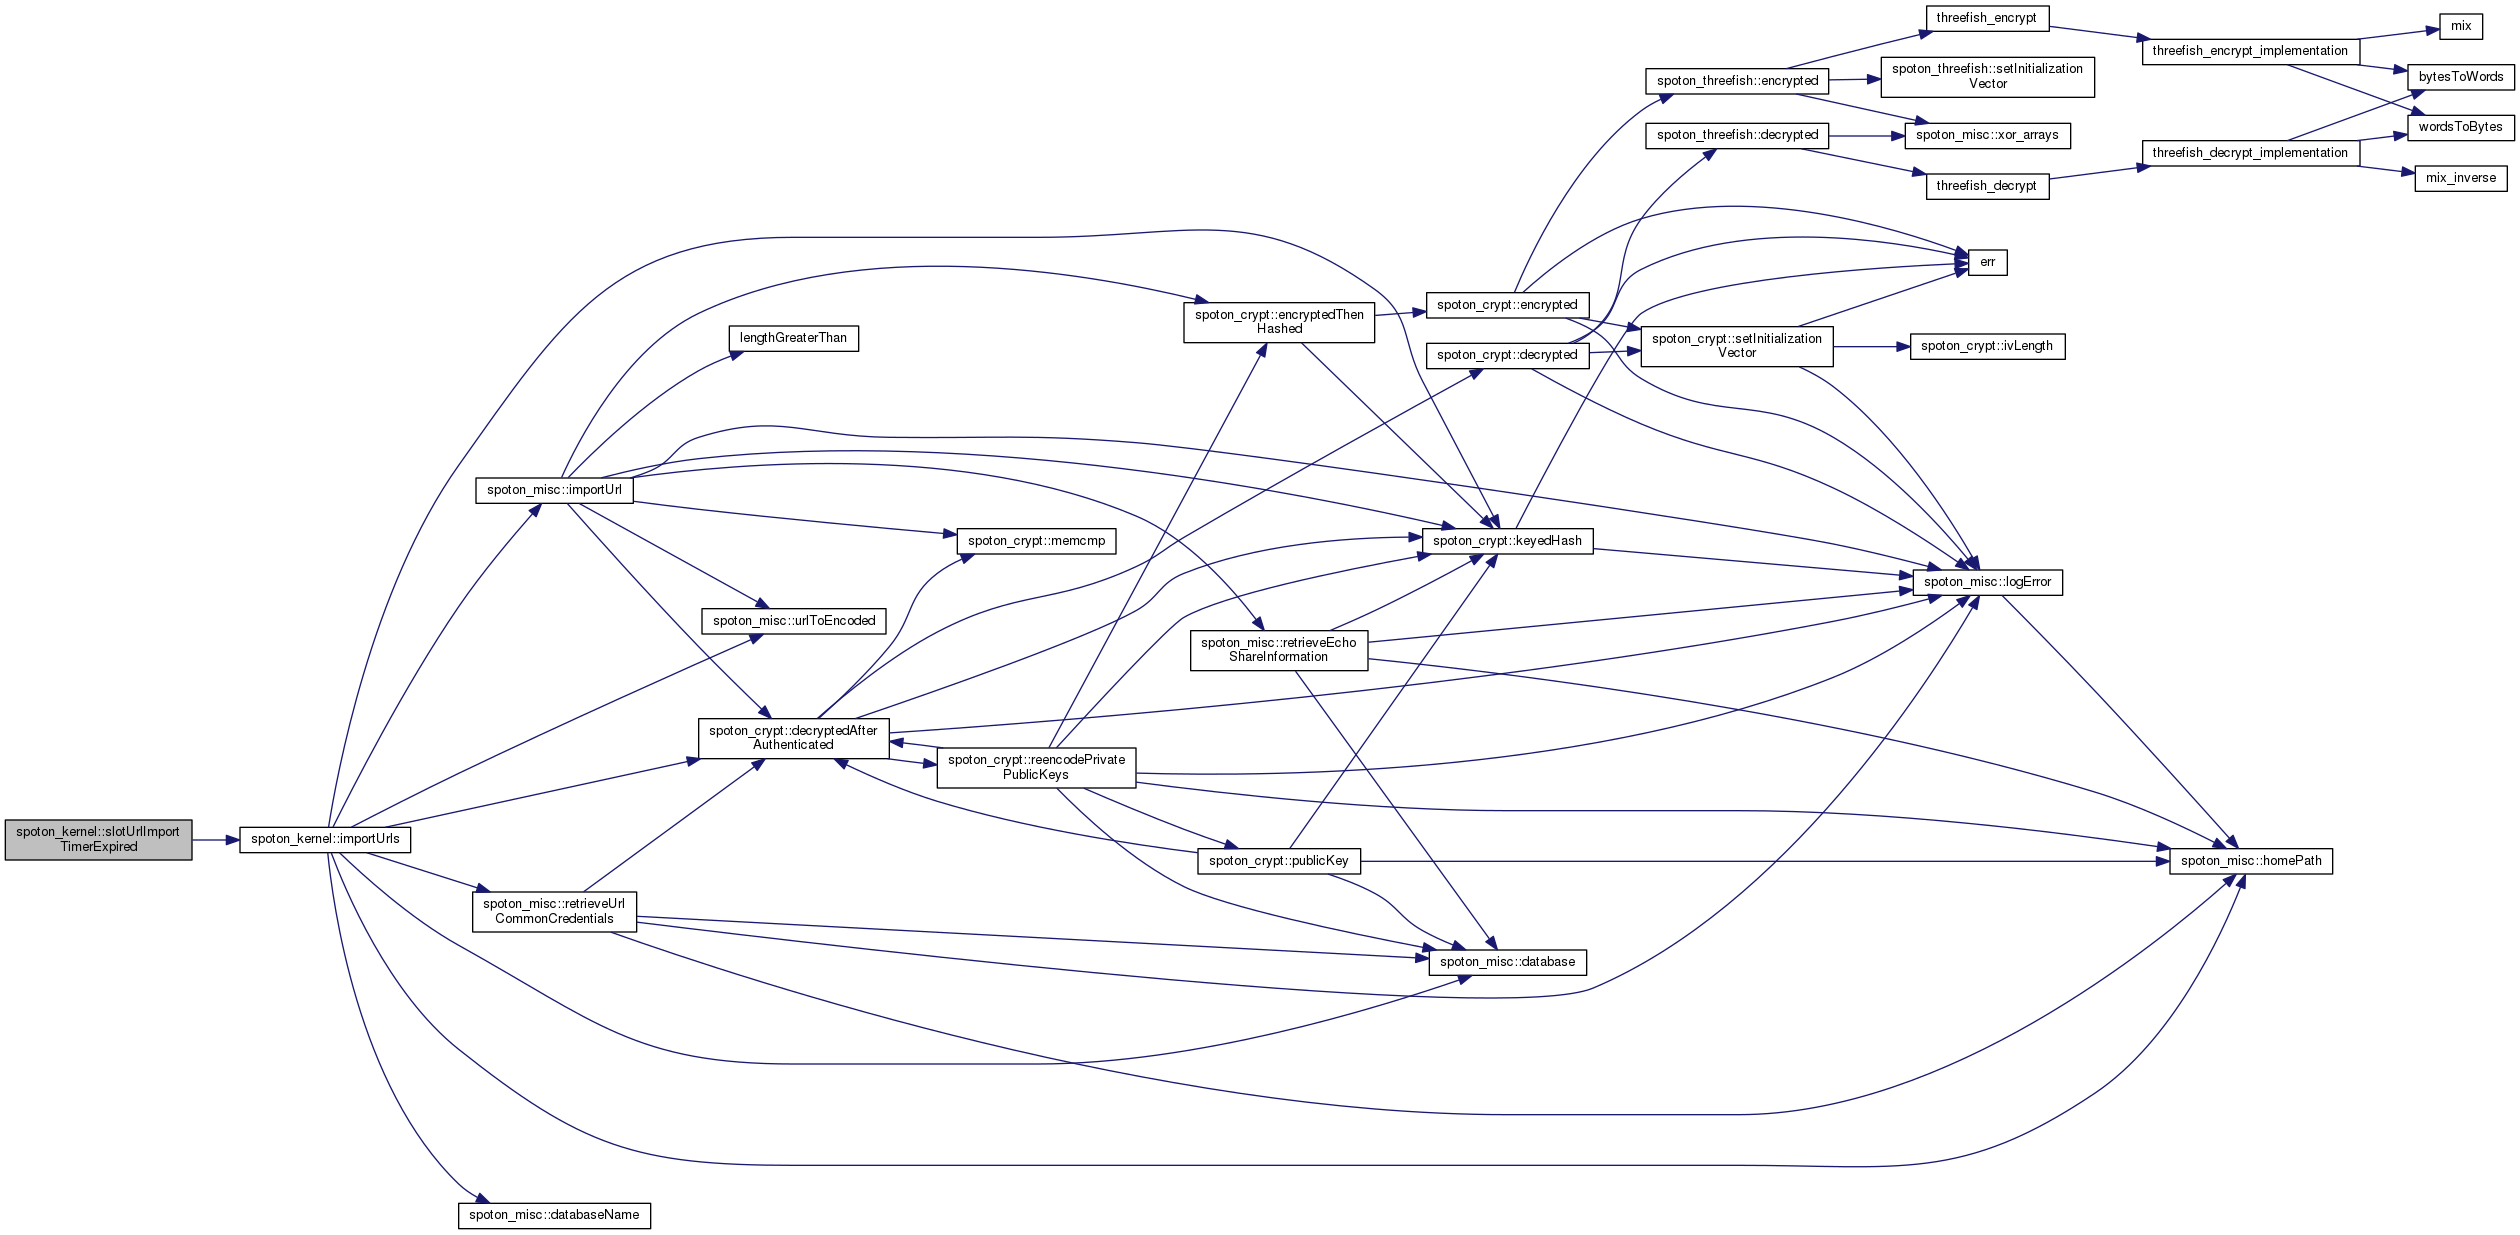 threefish_encrypt
mix
threefish_encrypt_implementation
spoton_threefish::encrypted
spoton_threefish::setInitialization
Vector
bytesToWords
spoton_threefish::decrypted
spoton_misc::xor_arrays
wordsToBytes
threefish_decrypt_implementation
threefish_decrypt
mix_inverse
err
spoton_crypt::encryptedThen
Hashed
spoton_crypt::encrypted
lengthGreaterThan
spoton_crypt::decrypted
spoton_crypt::setInitialization
Vector
spoton_crypt::ivLength
spoton_misc::importUrl
spoton_crypt::memcmp
spoton_crypt::keyedHash
spoton_misc::logError
spoton_misc::urlToEncoded
spoton_misc::retrieveEcho
ShareInformation
spoton_crypt::decryptedAfter
Authenticated
spoton_crypt::reencodePrivate
PublicKeys
spoton_kernel::slotUrlImport
TimerExpired
spoton_kernel::importUrls
spoton_crypt::publicKey
spoton_misc::homePath
spoton_misc::retrieveUrl
CommonCredentials
spoton_misc::database
spoton_misc::databaseName